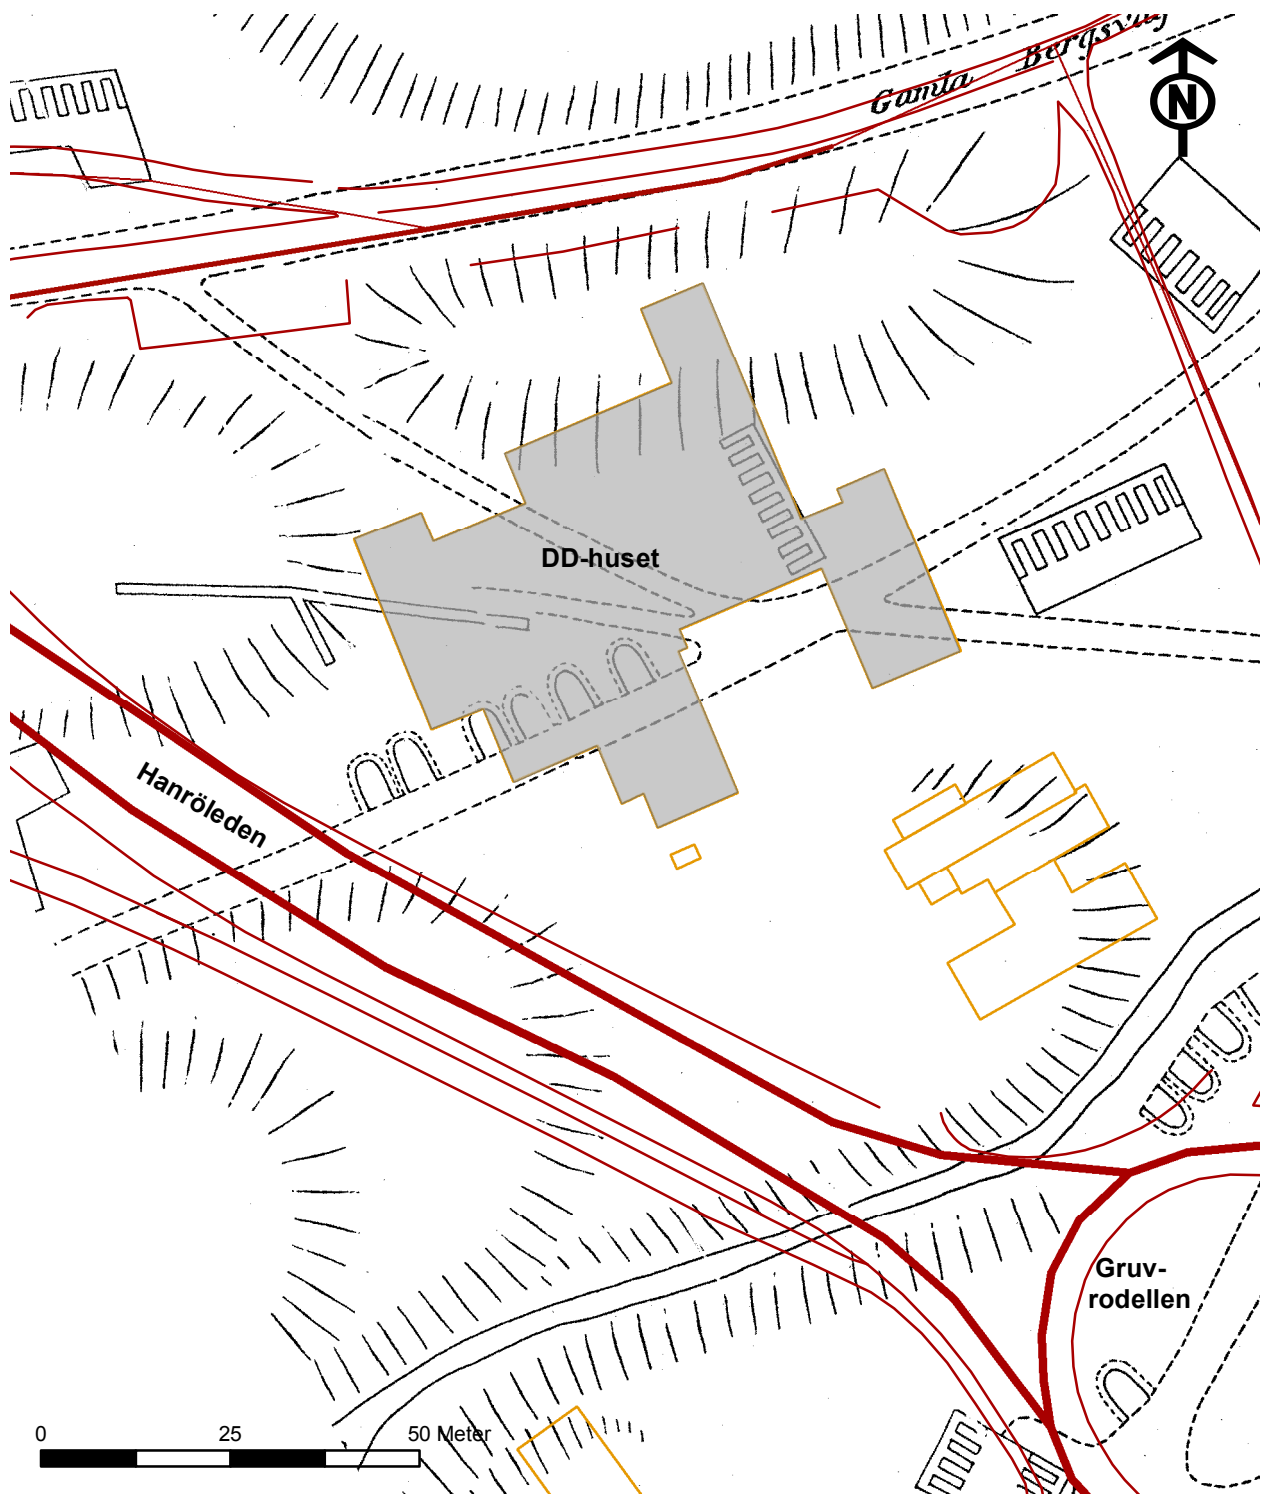 Gamla Bergsväg
N
DD-huset
Hanröleden
Gruv-
rodellen
0 25 50 Meter